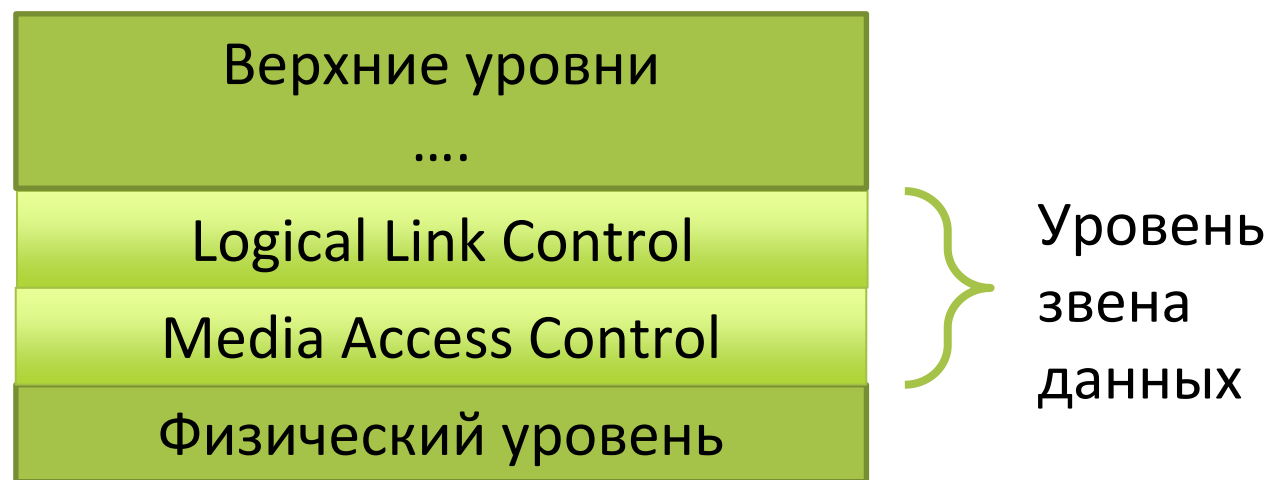 Верхние уровни
....
Logical Link Control
Media Access Control
Физический уровень
Уровень
звена
данных